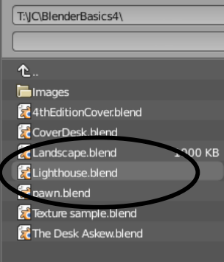 T:\JC\BlenderBasics4\
..
Images
4thEditionCover.blend
CoverDesk.blend
Landscape.blend 1000 KB
Lighthouse.blend
pawn.blend
Texture sample.blend
The Desk Askew.blend